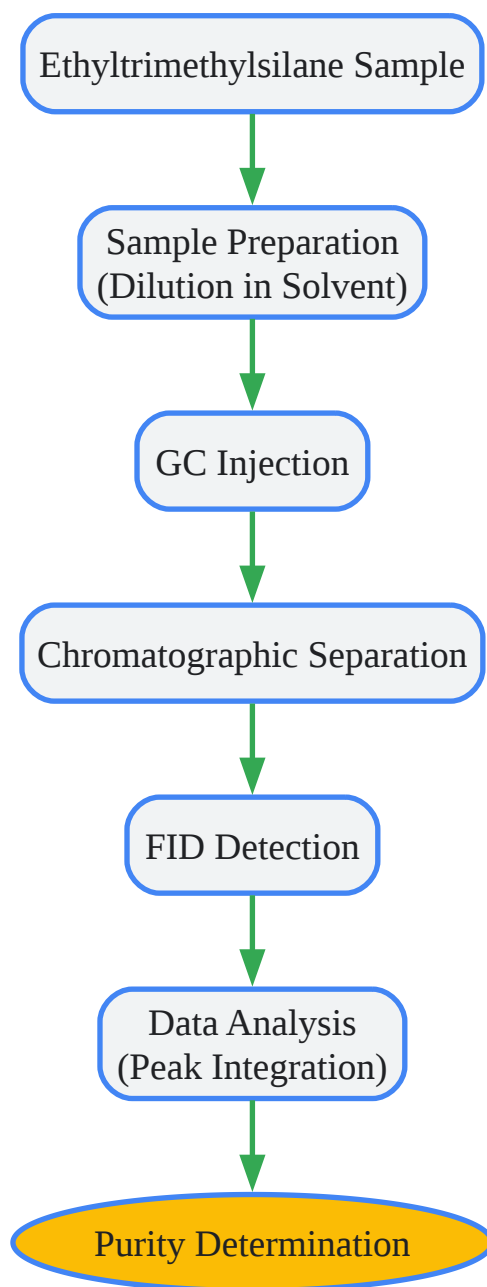 Ethyltrimethylsilane Sample
Sample Preparation
(Dilution in Solvent)
GC Injection
Chromatographic Separation
FID Detection
Data Analysis
(Peak Integration)
Purity Determination